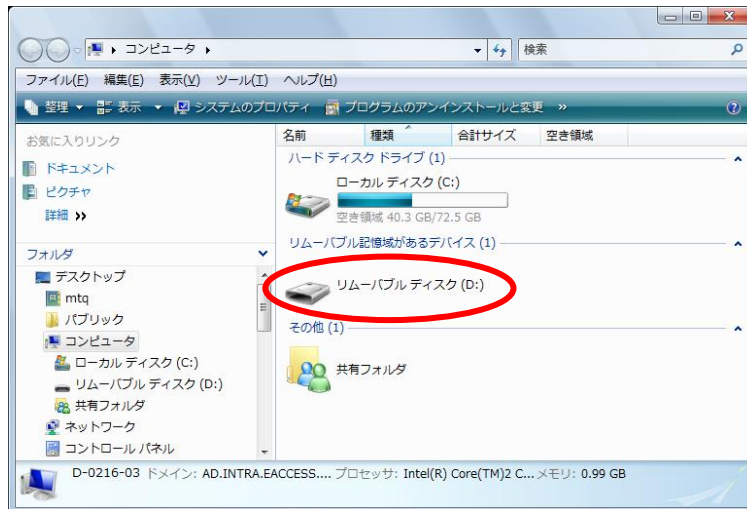 コンピュータ
検索
ファイル(F) 編集(E) 表示(V) ツール(T) ヘルプ(H)
整理 表示 システムのプロパティ プログラムのアンインストールと変更 »
お気に入りリンク
ドキュメント
ピクチャ
詳細 »
フォルダ
デスクトップ
mtq
パブリック
コンピュータ
ローカル ディスク (C:)
リムーバブル ディスク (D:)
共有フォルダ
ネットワーク
コントロール パネル
名前 種類 合計サイズ 空き領域
ハード ディスク ドライブ (1)
ローカル ディスク (C:)
空き領域 40.3 GB/72.5 GB
リムーバブル記憶域があるデバイス (1)
リムーバブル ディスク (D:)
その他 (1)
共有フォルダ
D-0216-03 ドメイン: AD.INTRA.EACCESS.... プロセッサ: Intel(R) Core(TM)2 C... メモリ: 0.99 GB